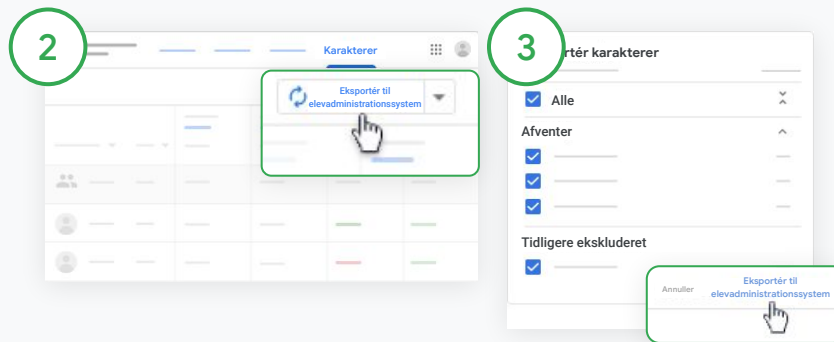 2
Karakterer
Eksportér til
elevadministrationssystem
3
rtér karakterer
Alle
Afventer
Tidligere ekskluderet
Annuller
Eksportér til
elevadministrationssystem